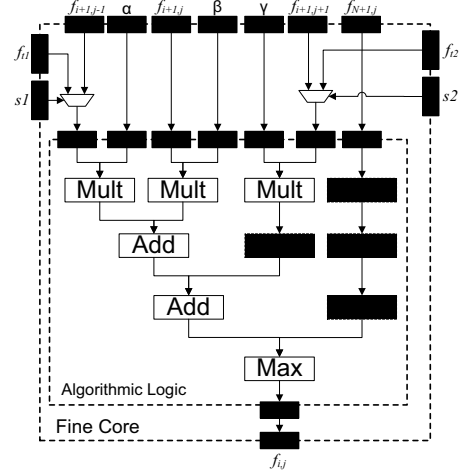 f_{i+1,j-1} α f_{i+1,j} β γ f_{i+1,j+1} f_{N+1,j}
f_{t1} f_{t2}
s1 s2
Mult Mult Mult
Add
Add
Max
Algorithmic Logic
Fine Core
f_{i,j}